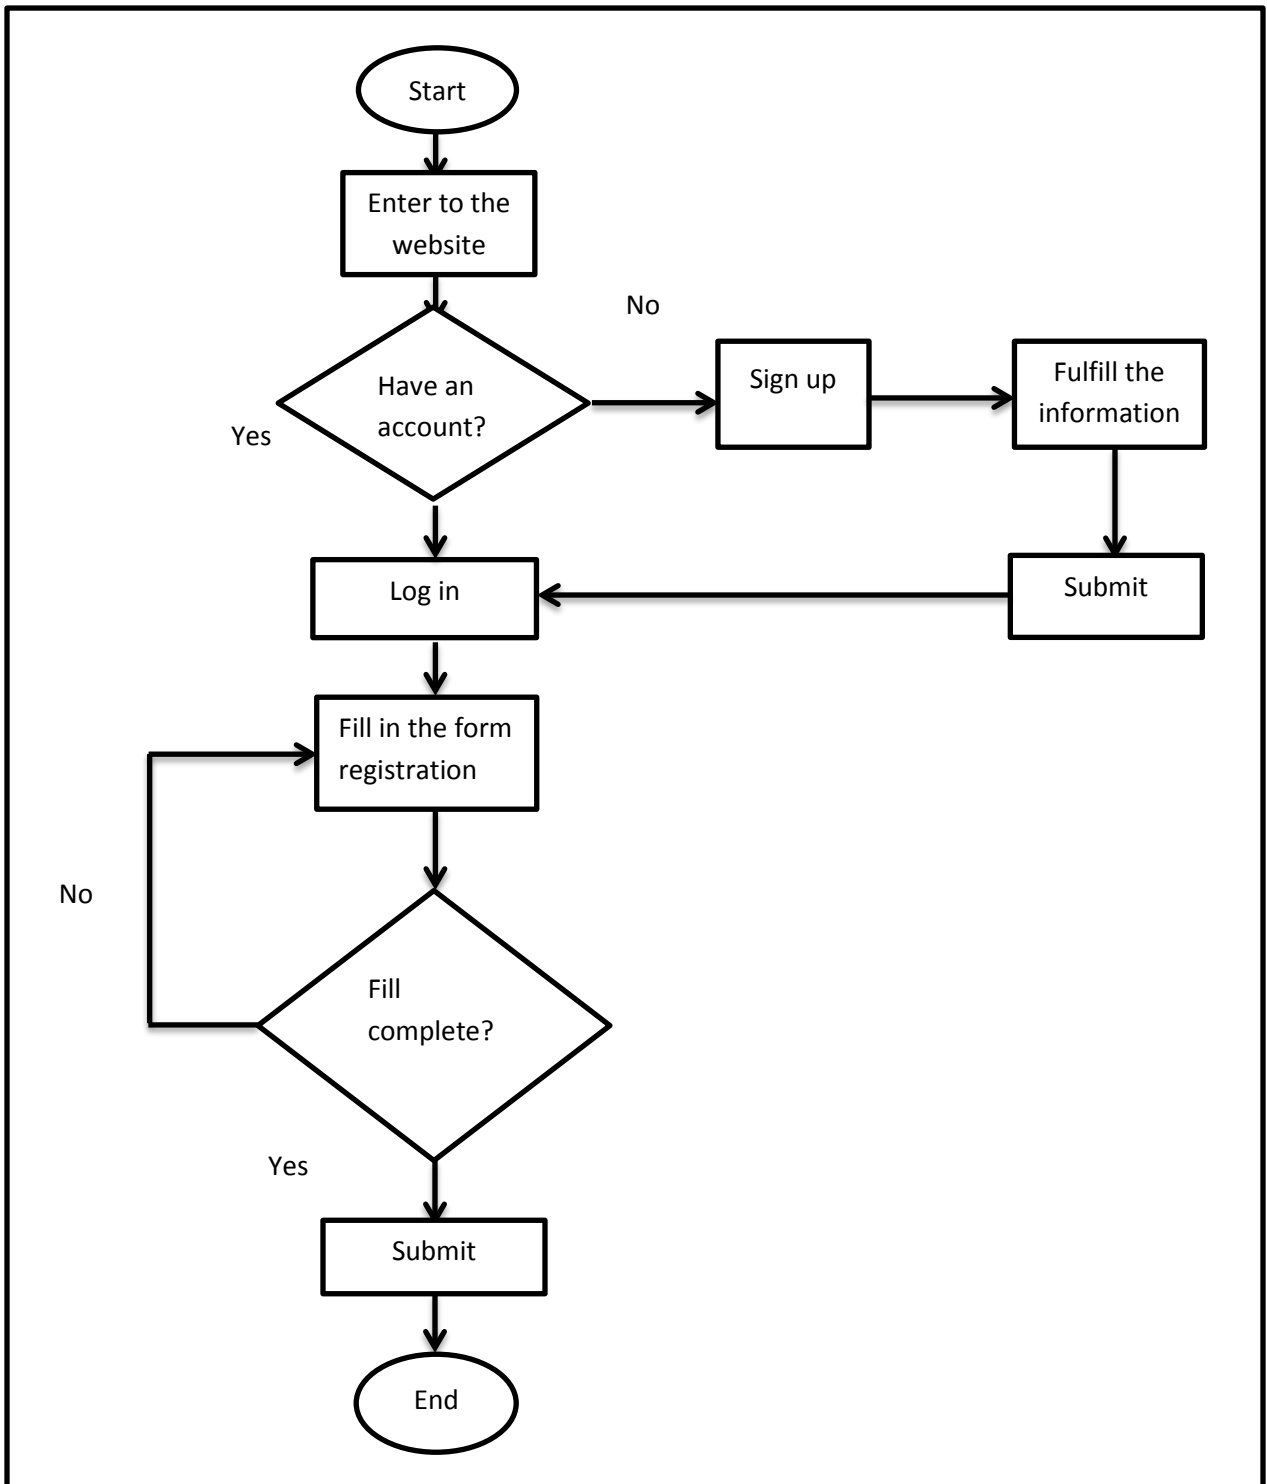 Start
Enter to the
website
No
Have an
account?
Yes
Sign up
Fulfill the
information
Submit
Log in
Fill in the form
registration
No
Fill
complete?
Yes
Submit
End